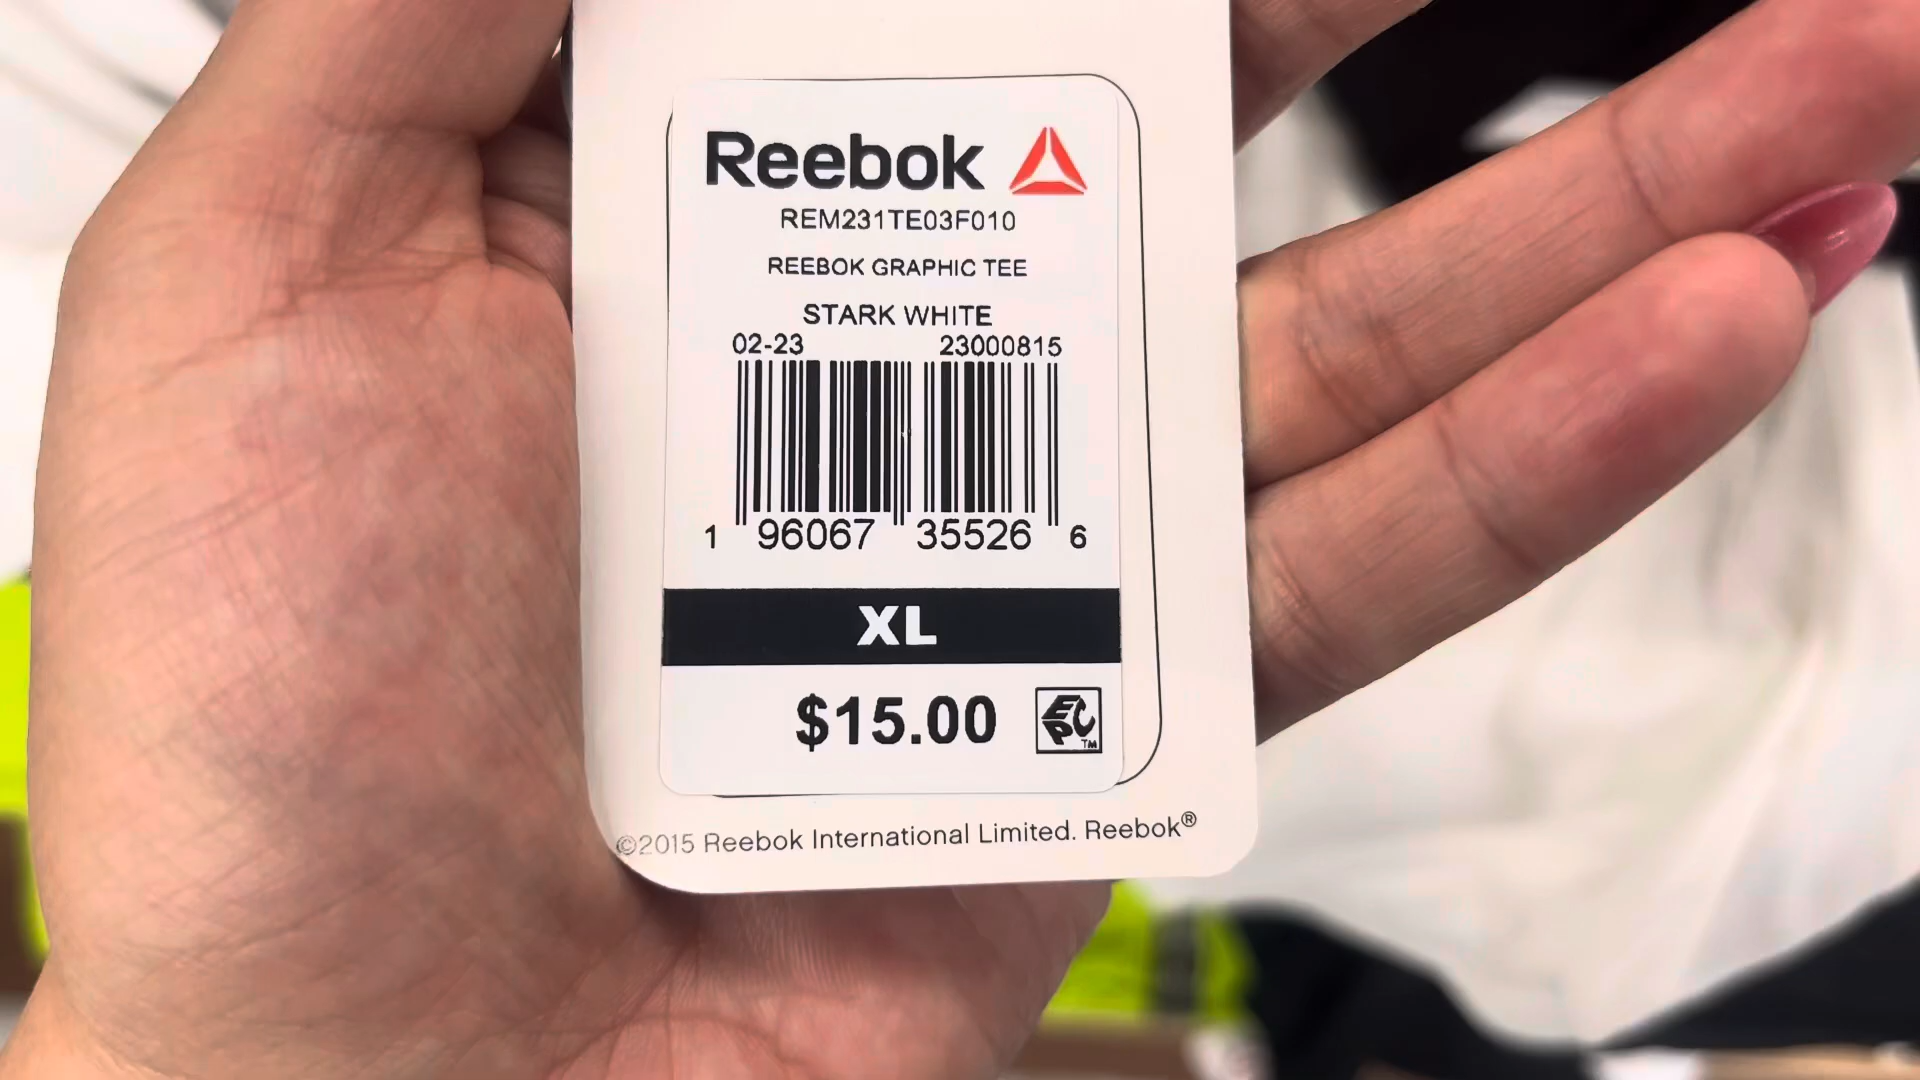 Reebok
REM231TE03F010
REEBOK GRAPHIC TEE
STARK WHITE
02-23 23000815
1 96067 35526 6
XL
$15.00 EPC™
©2015 Reebok International Limited. Reebok®